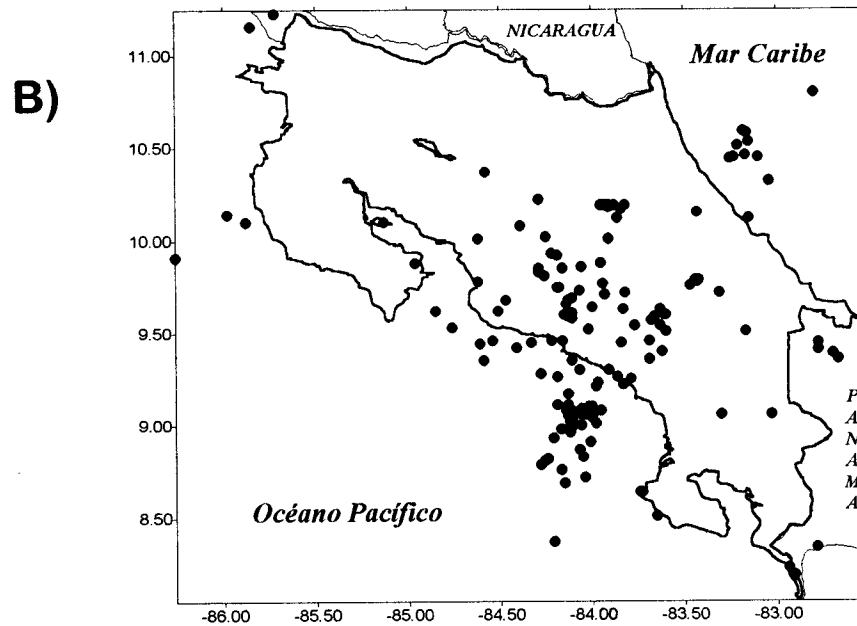 B)
NICARAGUA
Mar Caribe
11.00
10.50
10.00
9.50
9.00
8.50
P
A
N
A
M
A
Océano Pacífico
-86.00 -85.50 -85.00 -84.50 -84.00 -83.50 -83.00